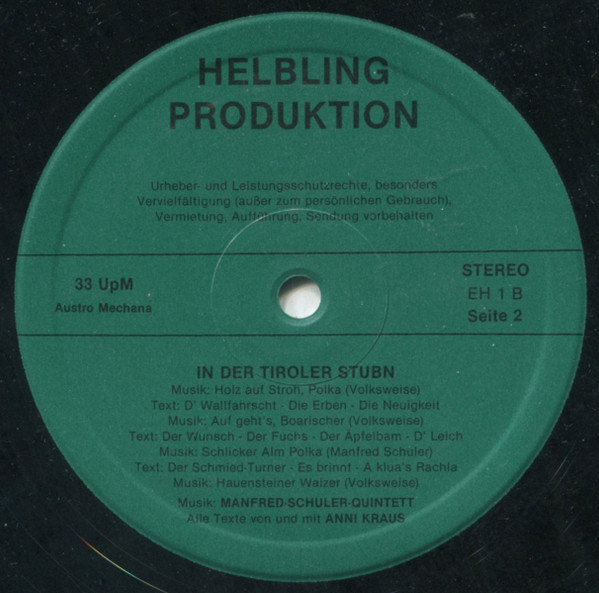 HELBLING
PRODUKTION
Urheber- und Leistungsschutzrechte, besonders
Vervielfältigung (außer zum persönlichen Gebrauch),
Vermietung, Aufführung, Sendung vorbehalten
33 UpM
Austro Mechana
STEREO
EH 1 B
Seite 2
IN DER TIROLER STUBN
Musik: Holz auf Stroh, Polka (Volksweise)
Text: D' Wallfahrscht · Die Erben · Die Neuigkeit
Musik: Auf geht's, Boarischer (Volksweise)
Text: Der Wunsch · Der Fuchs · Der Äpfelbam · D' Leich
Musik: Schlicker Alm Polka (Manfred Schuler)
Text: Der Schmied-Turner · Es brinnt · A klua's Rachla
Musik: Hauensteiner Walzer (Volksweise)
Musik: MANFRED-SCHULER-QUINTETT
Alle Texte von und mit ANNI KRAUS